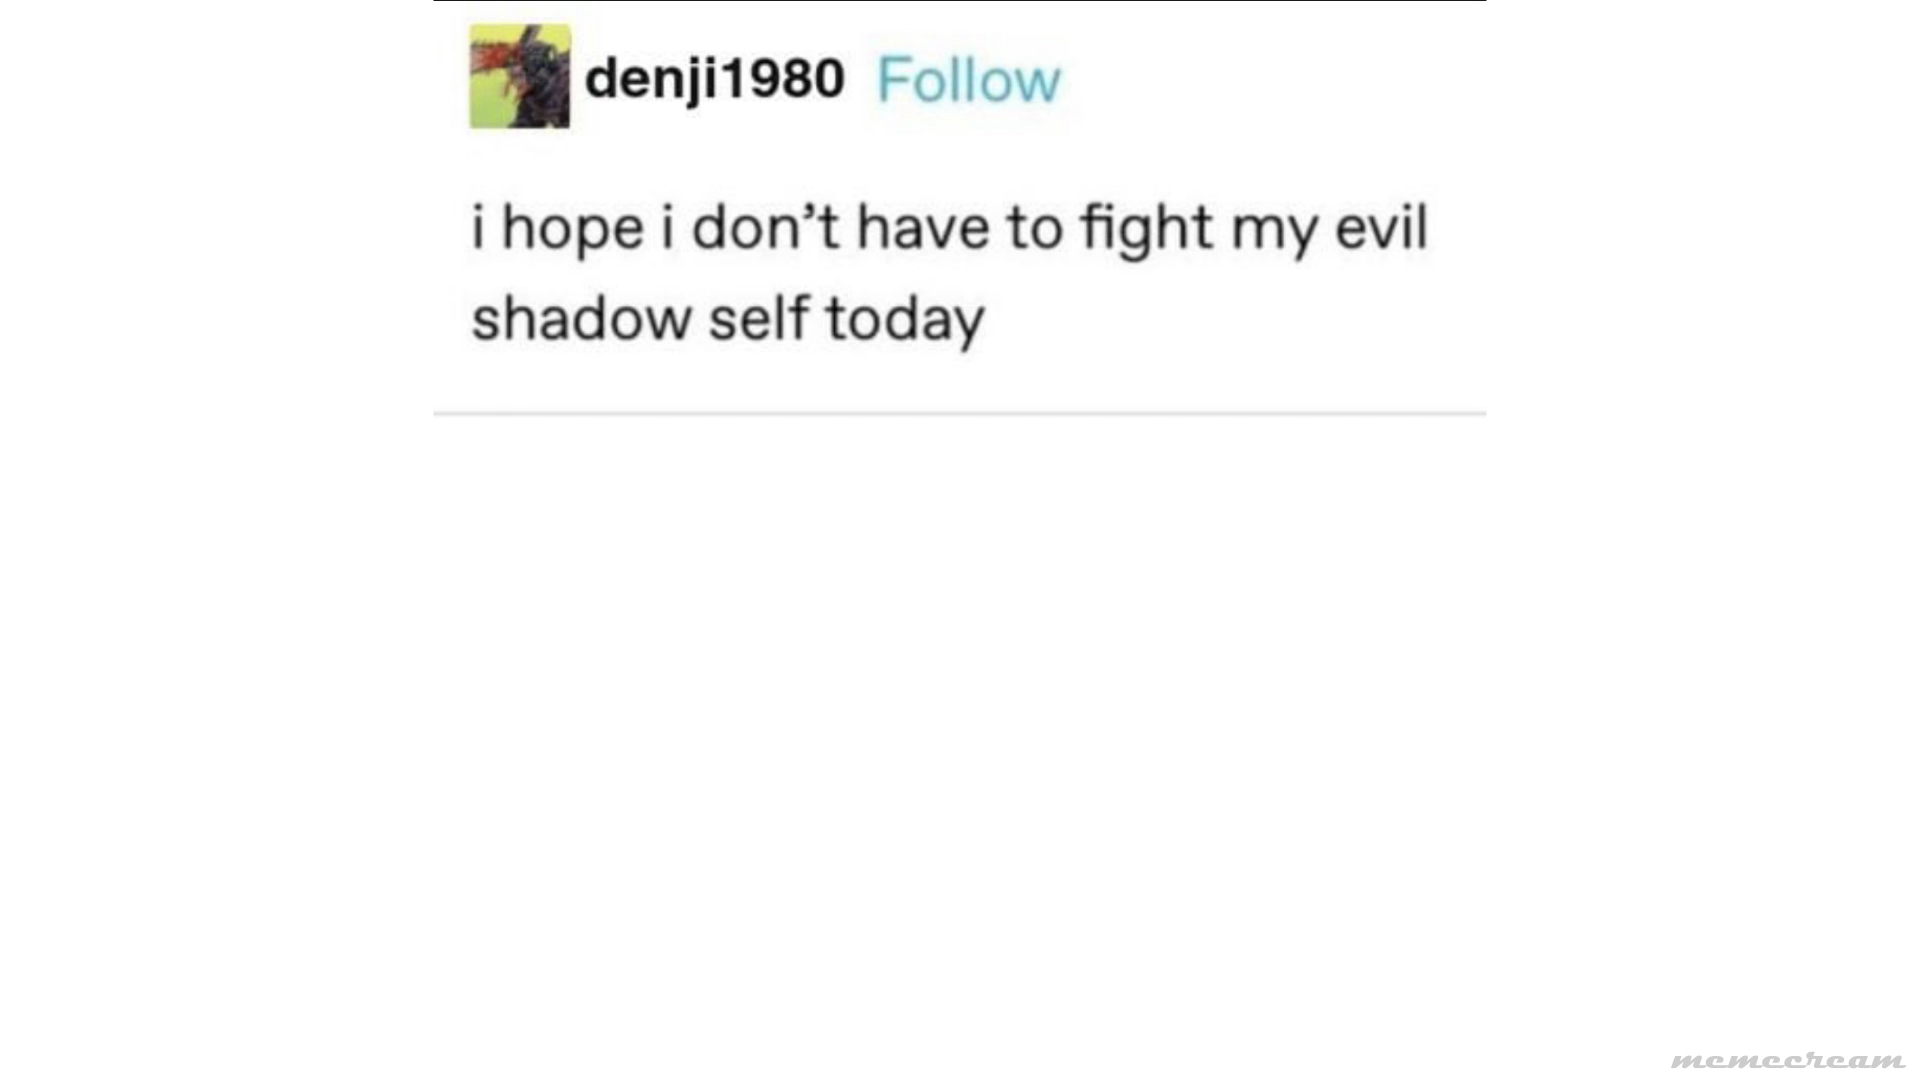 denji1980 Follow
i hope i don’t have to fight my evil
shadow self today
memecream